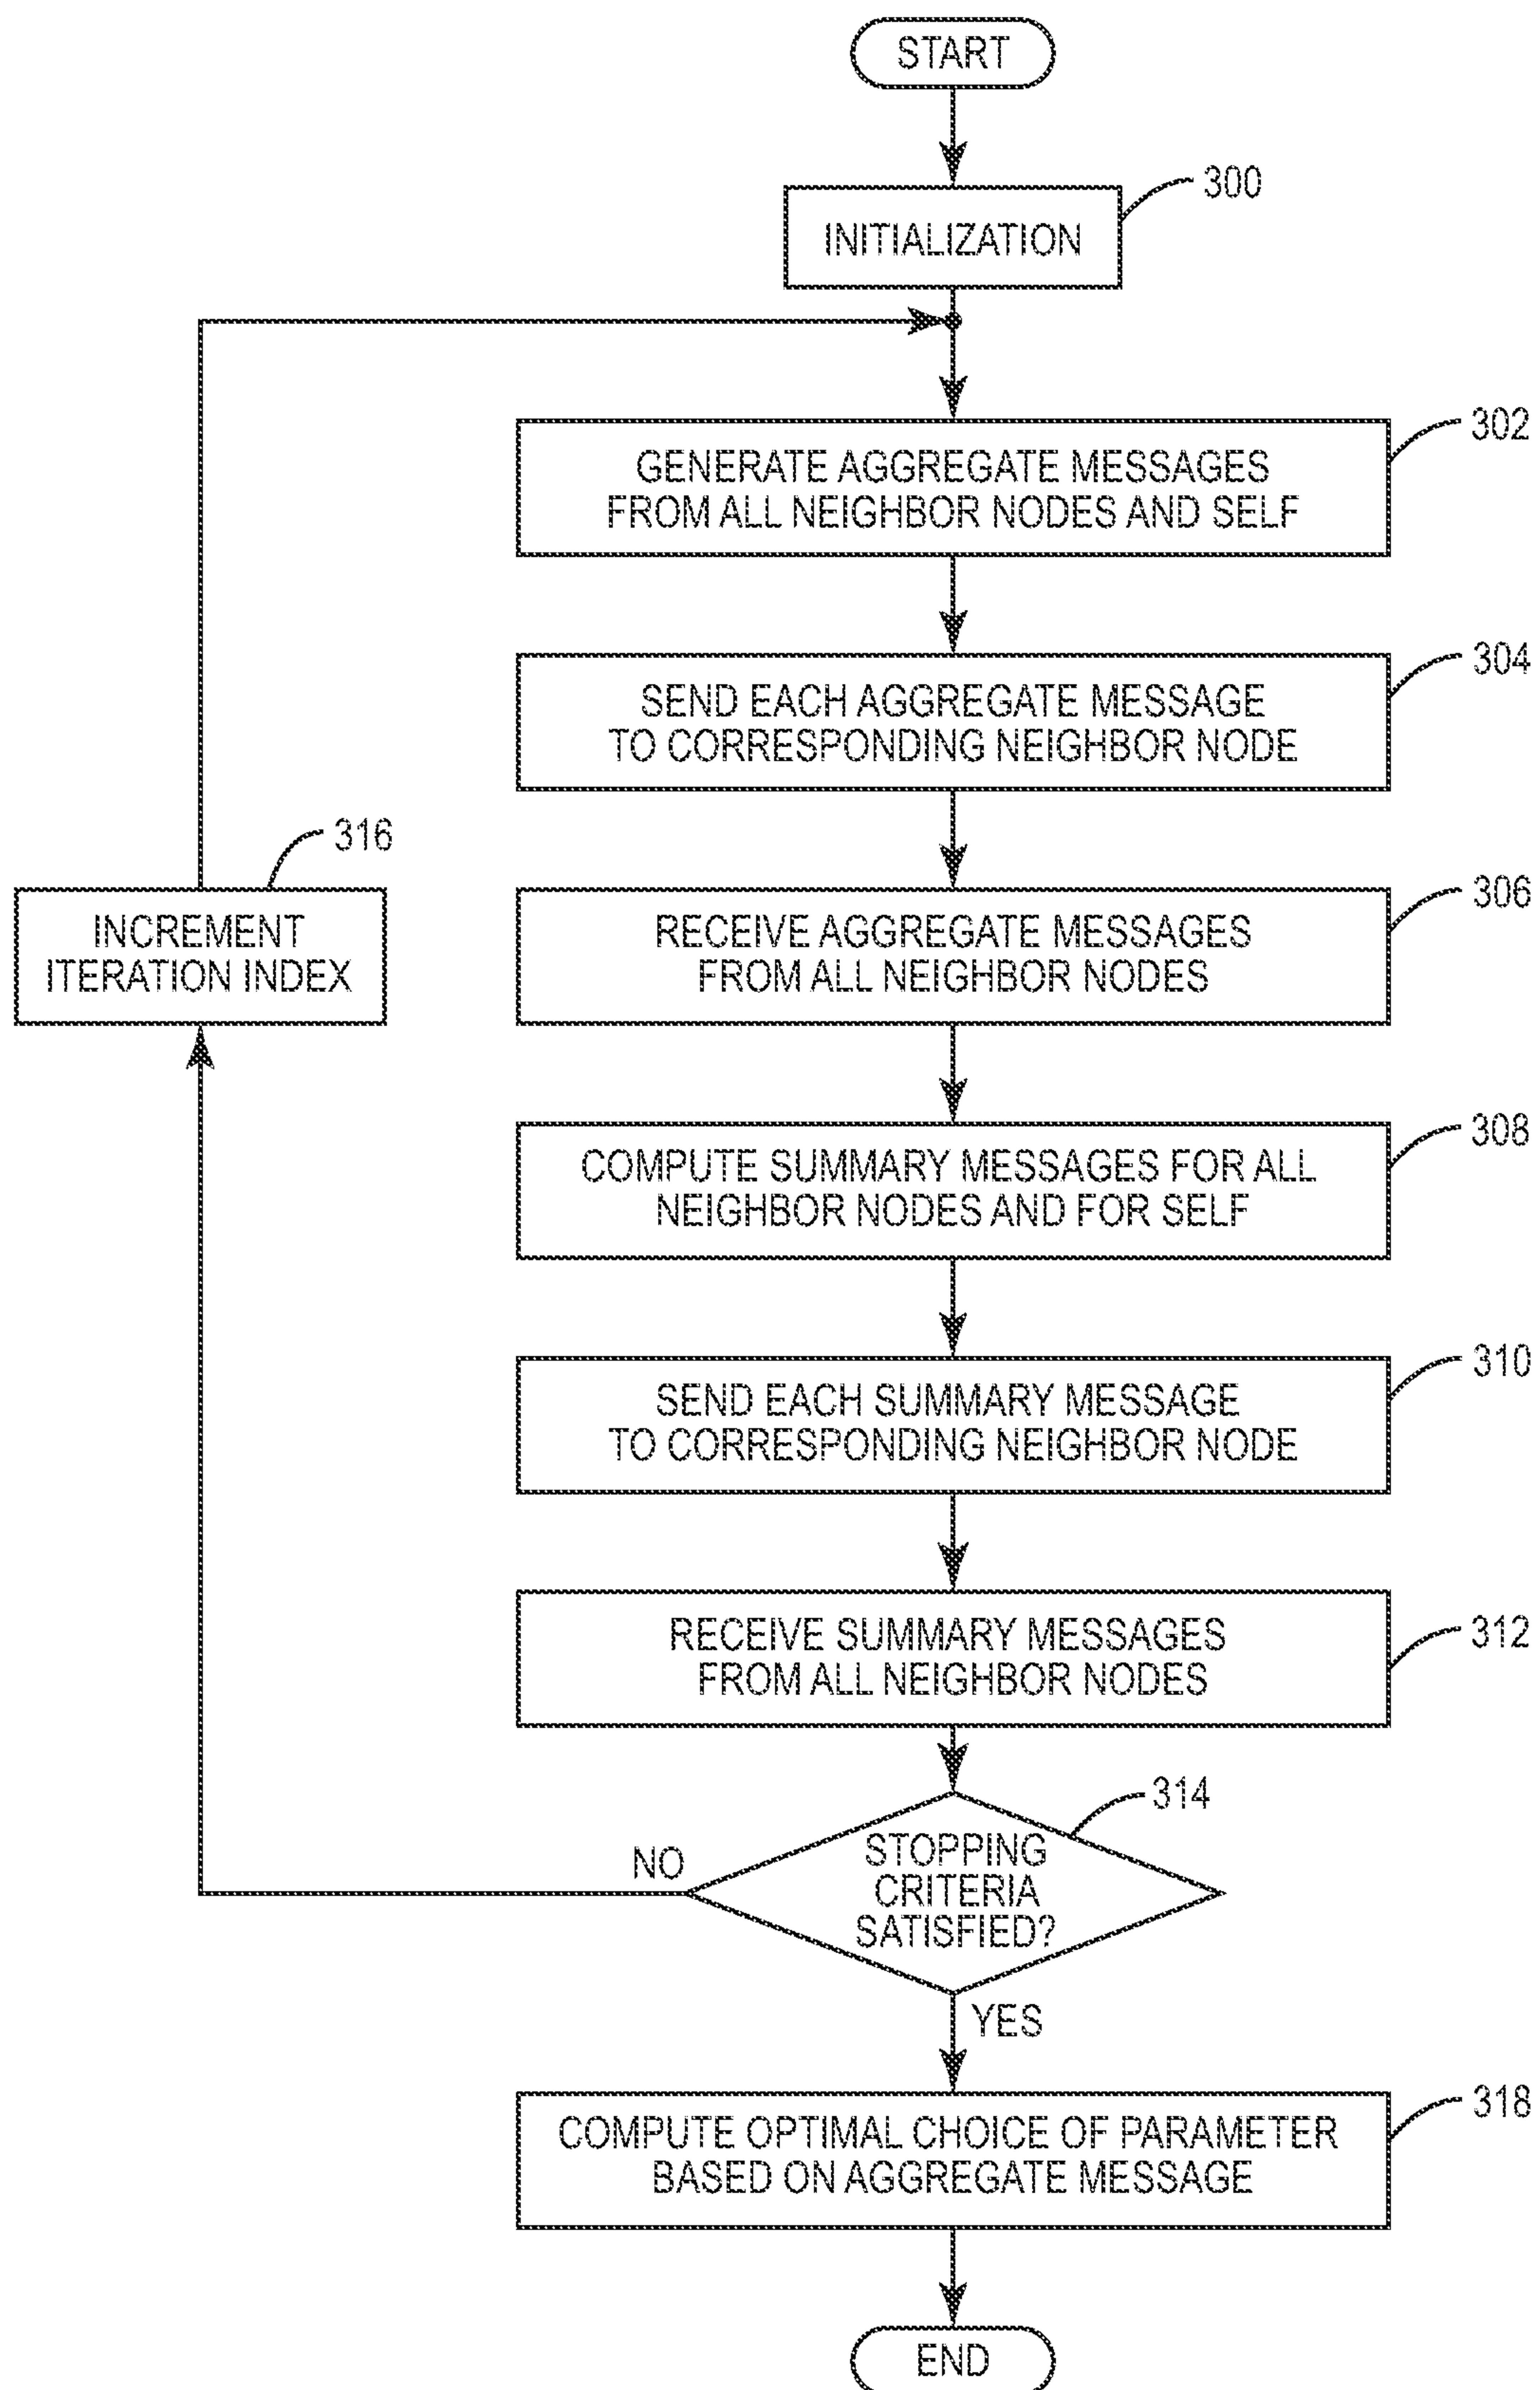 START
300
INITIALIZATION
302
GENERATE AGGREGATE MESSAGES
FROM ALL NEIGHBOR NODES AND SELF
304
SEND EACH AGGREGATE MESSAGE
TO CORRESPONDING NEIGHBOR NODE
316
INCREMENT
ITERATION INDEX
306
RECEIVE AGGREGATE MESSAGES
FROM ALL NEIGHBOR NODES
308
COMPUTE SUMMARY MESSAGES FOR ALL
NEIGHBOR NODES AND FOR SELF
310
SEND EACH SUMMARY MESSAGE
TO CORRESPONDING NEIGHBOR NODE
312
RECEIVE SUMMARY MESSAGES
FROM ALL NEIGHBOR NODES
314
STOPPING
CRITERIA
SATISFIED?
NO
YES
318
COMPUTE OPTIMAL CHOICE OF PARAMETER
BASED ON AGGREGATE MESSAGE
END